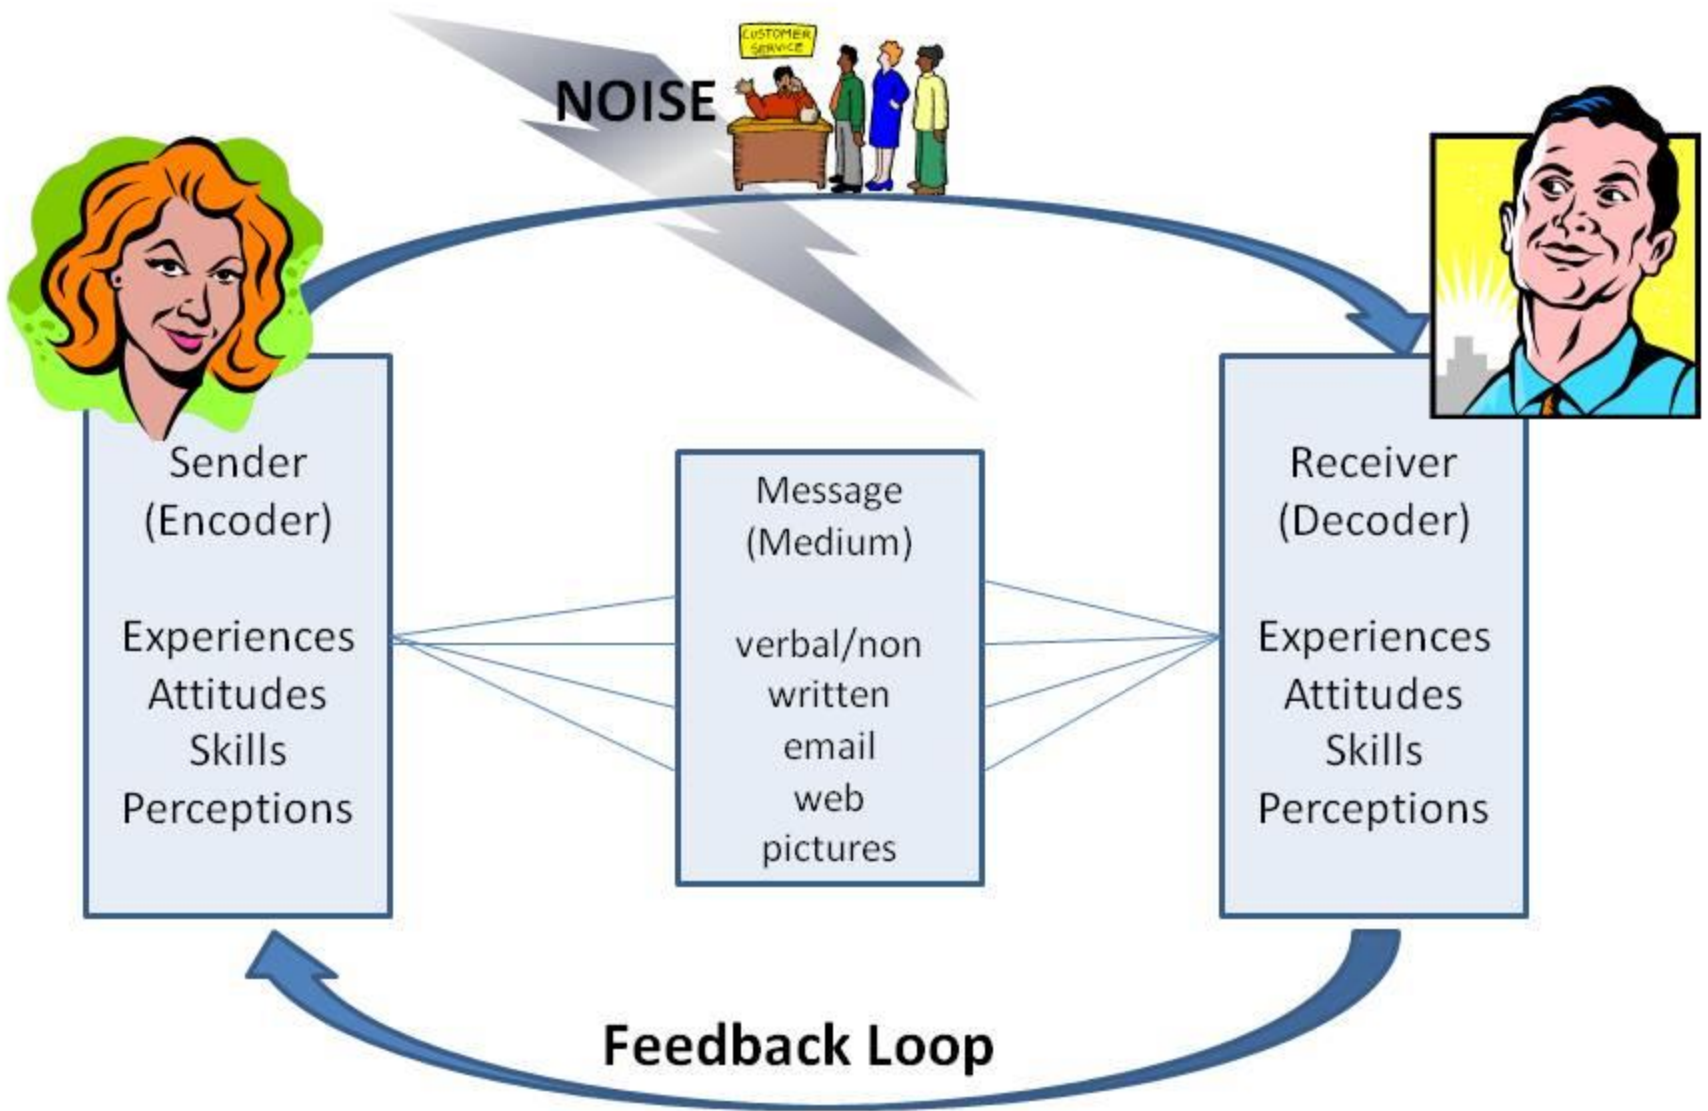 CUSTOMER
SERVICE
NOISE
Sender
(Encoder)
Experiences
Attitudes
Skills
Perceptions
Message
(Medium)
verbal/non
written
email
web
pictures
Receiver
(Decoder)
Experiences
Attitudes
Skills
Perceptions
Feedback Loop